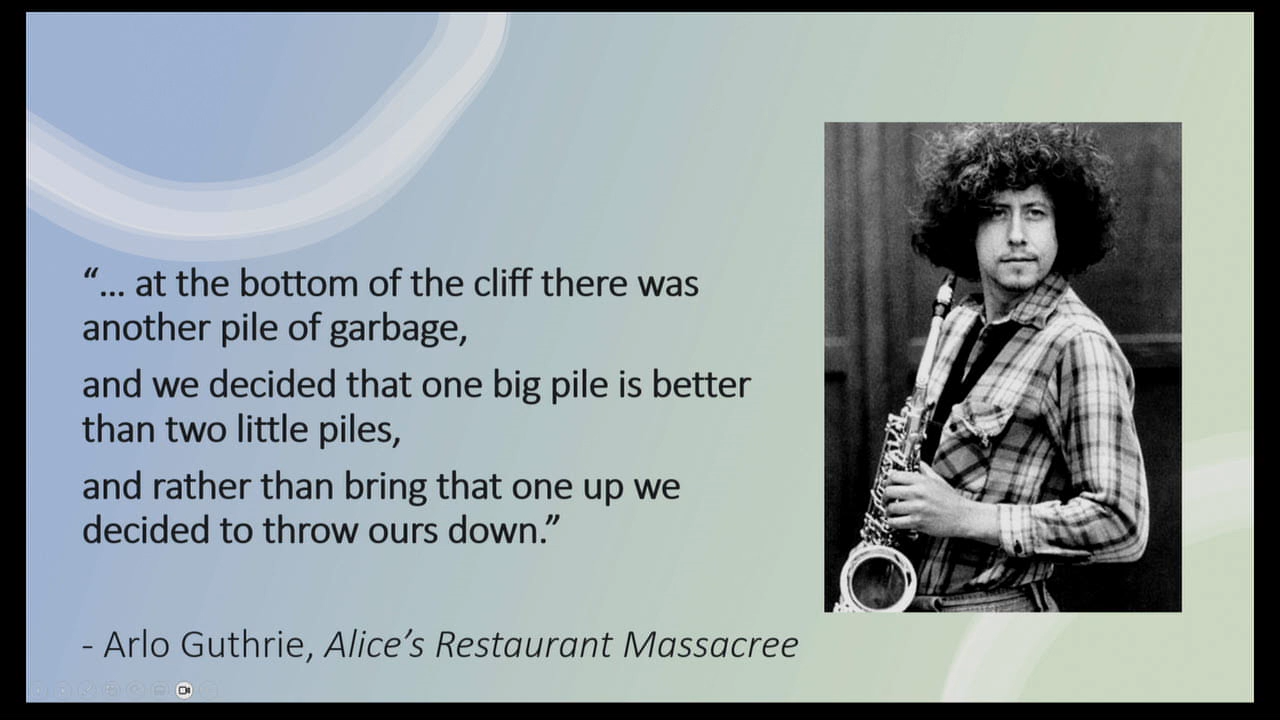 “... at the bottom of the cliff there was
another pile of garbage,
and we decided that one big pile is better
than two little piles,
and rather than bring that one up we
decided to throw ours down.”
- Arlo Guthrie, Alice’s Restaurant Massacree